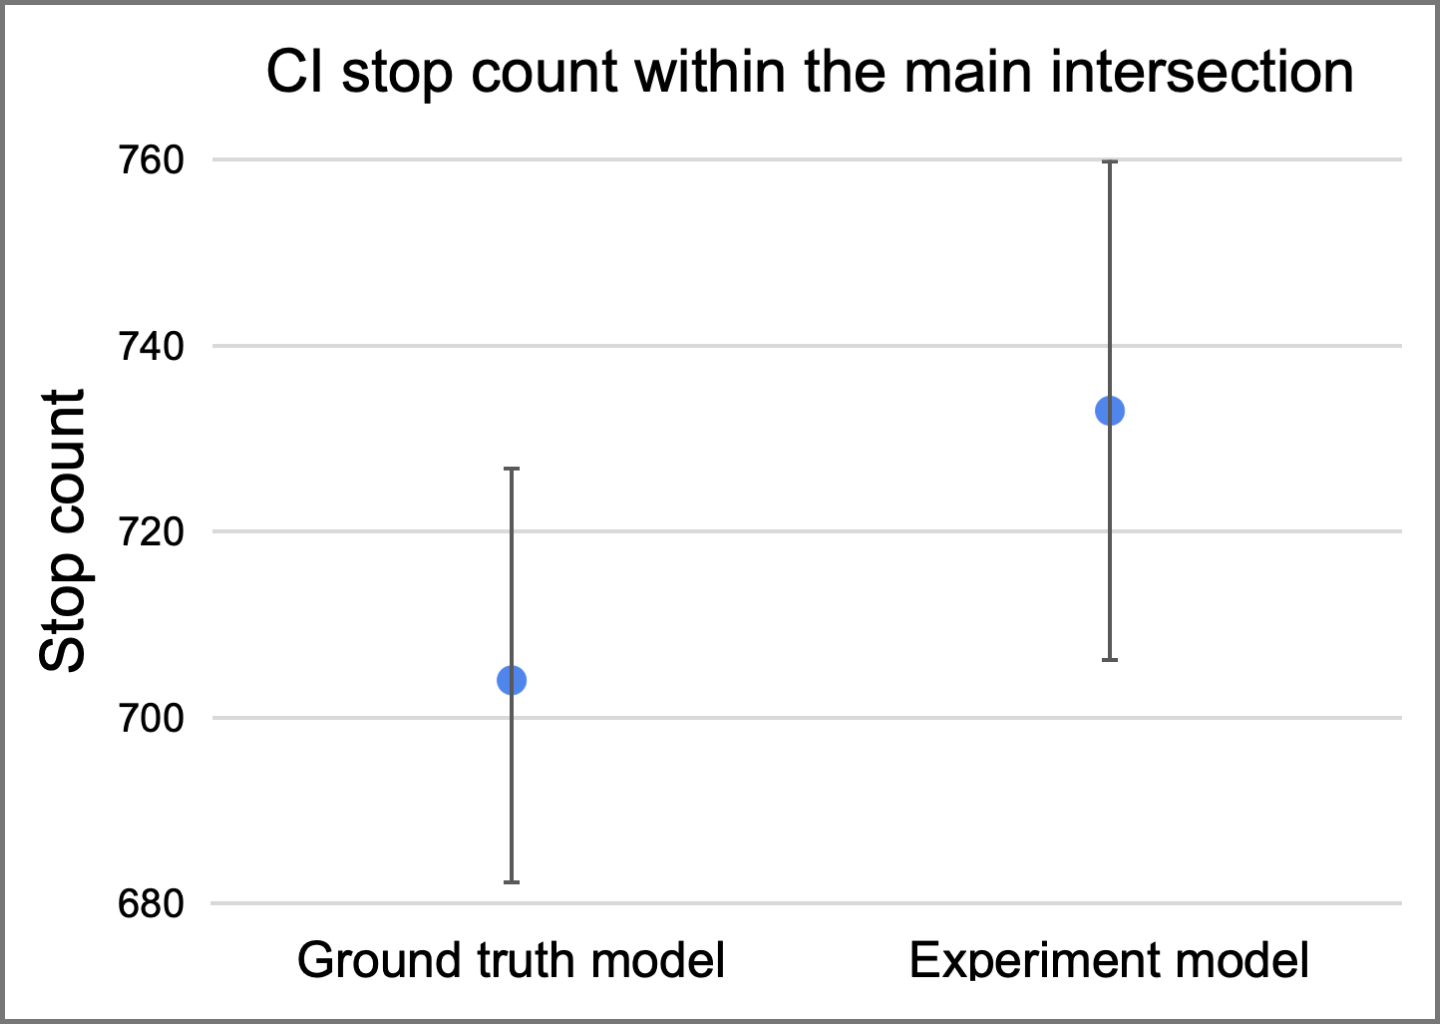 CI stop count within the main intersection
760
740
720
700
680
Stop count
Ground truth model
Experiment model